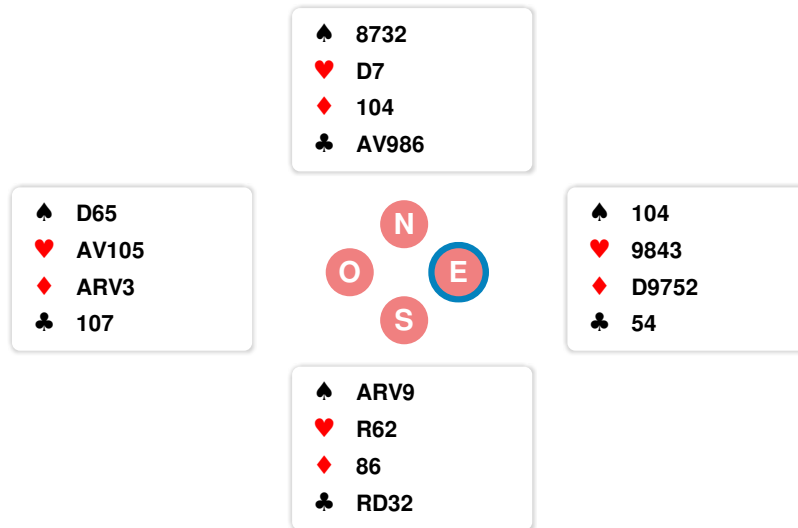 ♠ 8732
♥ D7
♦ 104
♣ AV986
♠ D65
♥ AV105
♦ ARV3
♣ 107
N
O
E
S
♠ 104
♥ 9843
♦ D9752
♣ 54
♠ ARV9
♥ R62
♦ 86
♣ RD32